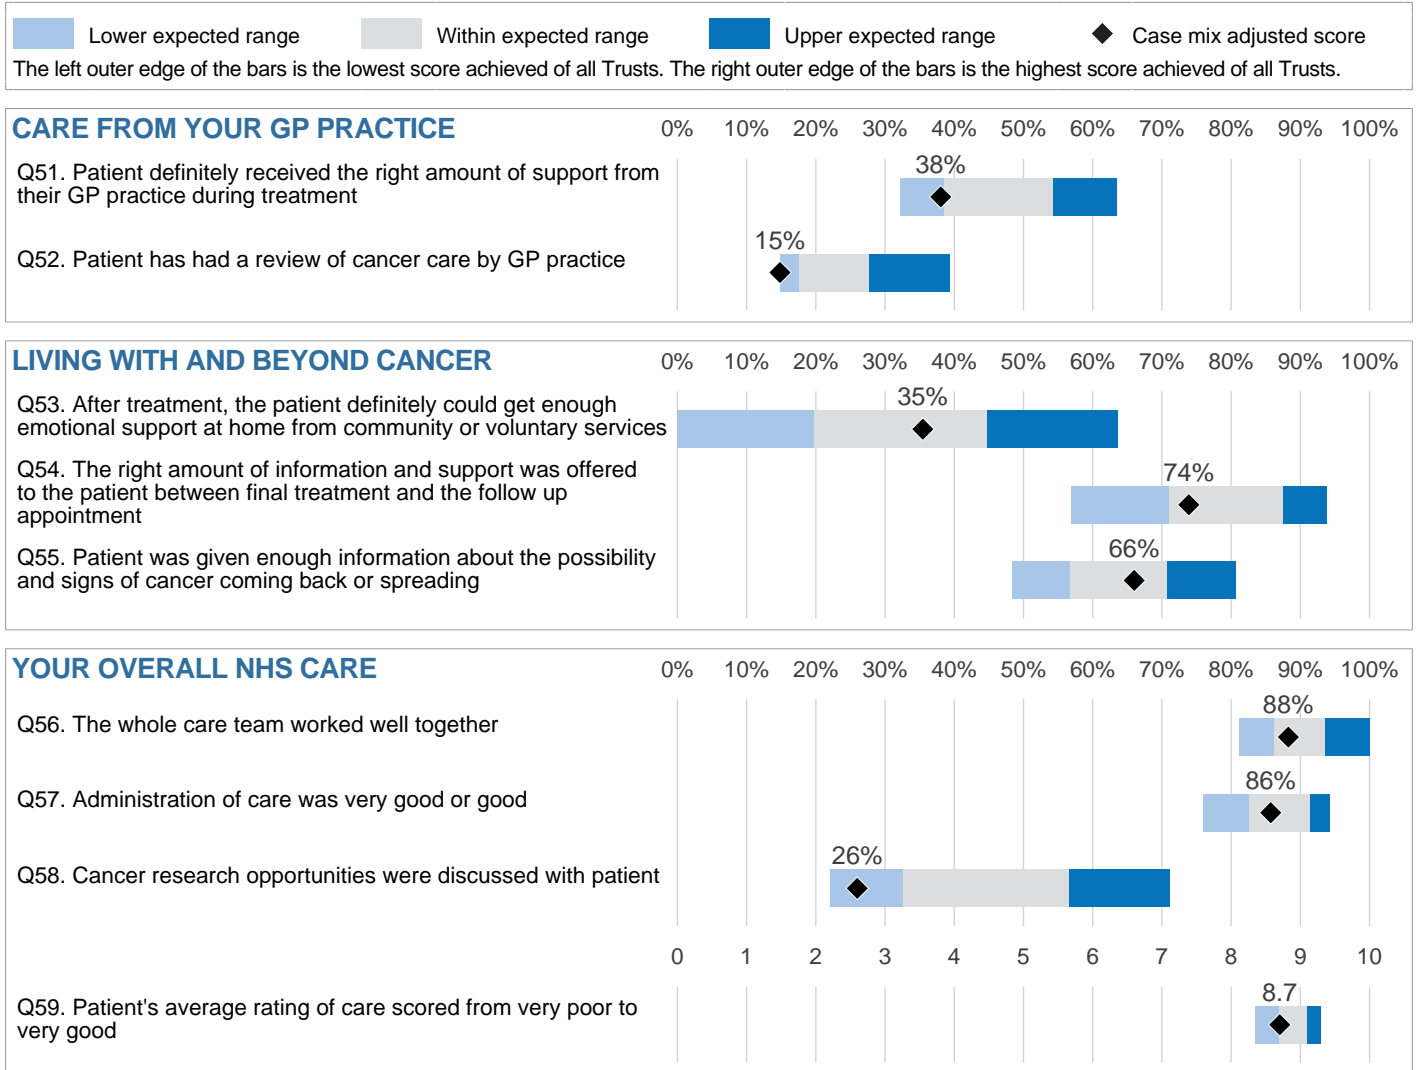 Lower expected range Within expected range Upper expected range Case mix adjusted score
The left outer edge of the bars is the lowest score achieved of all Trusts. The right outer edge of the bars is the highest score achieved of all Trusts.
CARE FROM YOUR GP PRACTICE 0% 10% 20% 30% 40% 50% 60% 70% 80% 90% 100%
Q51. Patient definitely received the right amount of support from
their GP practice during treatment
38%
Q52. Patient has had a review of cancer care by GP practice
15%
LIVING WITH AND BEYOND CANCER 0% 10% 20% 30% 40% 50% 60% 70% 80% 90% 100%
Q53. After treatment, the patient definitely could get enough
emotional support at home from community or voluntary services
35%
Q54. The right amount of information and support was offered
to the patient between final treatment and the follow up
appointment
74%
Q55. Patient was given enough information about the possibility
and signs of cancer coming back or spreading
66%
YOUR OVERALL NHS CARE 0% 10% 20% 30% 40% 50% 60% 70% 80% 90% 100%
Q56. The whole care team worked well together
88%
Q57. Administration of care was very good or good
86%
Q58. Cancer research opportunities were discussed with patient
26%
0 1 2 3 4 5 6 7 8 9 10
Q59. Patient's average rating of care scored from very poor to
very good
8.7